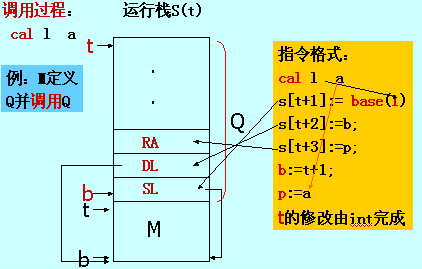 调用过程：
cal l a
例：M定义
Q并调用Q
运行栈S(t)
t
.
.
RA
DL
SL
b
t
M
b
Q
指令格式：
cal l a
s[t+1]:= base(l)
s[t+2]:=b;
s[t+3]:=p;
b:=t+1;
p:=a
t的修改由int完成